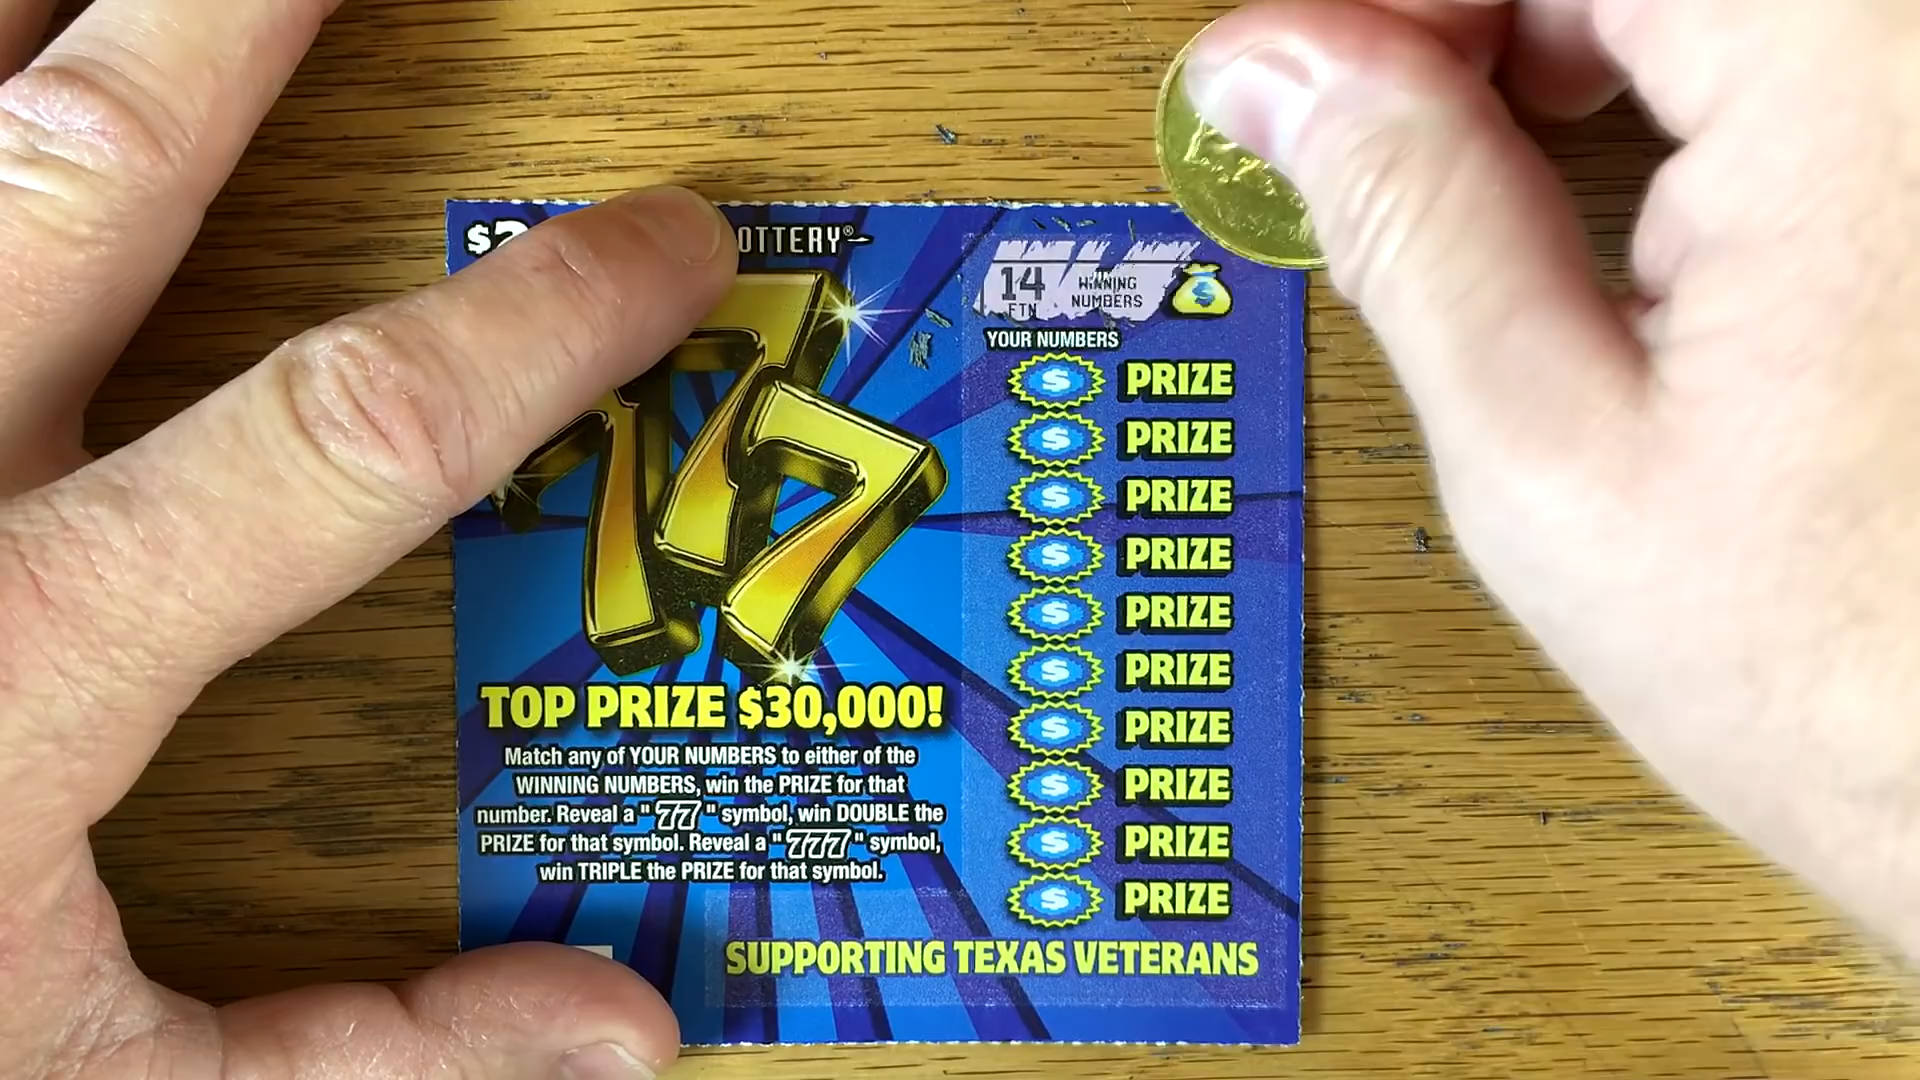 $2
OTTERY®
14
FTN
WINNING
NUMBERS
$
YOUR NUMBERS
$ PRIZE
$ PRIZE
$ PRIZE
$ PRIZE
$ PRIZE
$ PRIZE
$ PRIZE
$ PRIZE
$ PRIZE
$ PRIZE
777
TOP PRIZE $30,000!
Match any of YOUR NUMBERS to either of the
WINNING NUMBERS, win the PRIZE for that
number. Reveal a "77" symbol, win DOUBLE the
PRIZE for that symbol. Reveal a "777" symbol,
win TRIPLE the PRIZE for that symbol.
SUPPORTING TEXAS VETERANS